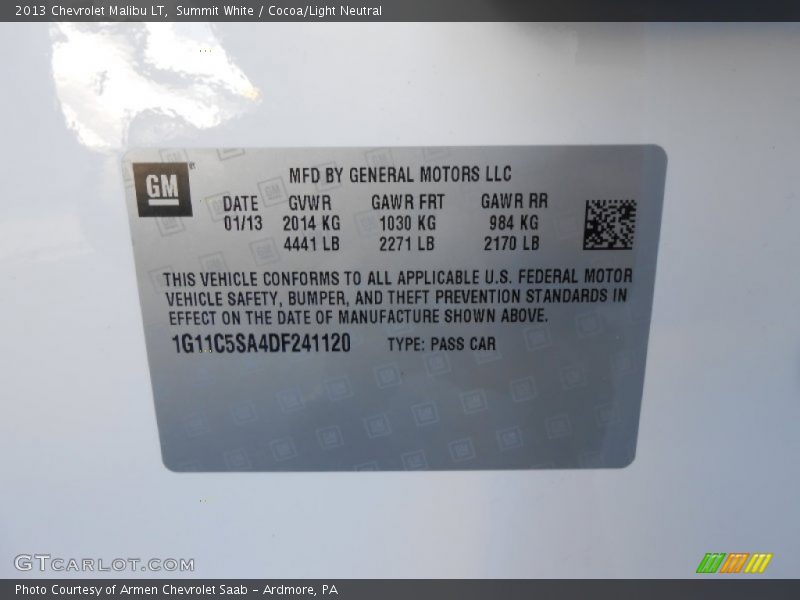 2013 Chevrolet Malibu LT, Summit White / Cocoa/Light Neutral
GM
MFD BY GENERAL MOTORS LLC
DATE GVWR GAWR FRT GAWR RR
01/13 2014 KG 1030 KG 984 KG
4441 LB 2271 LB 2170 LB
THIS VEHICLE CONFORMS TO ALL APPLICABLE U.S. FEDERAL MOTOR
VEHICLE SAFETY, BUMPER, AND THEFT PREVENTION STANDARDS IN
EFFECT ON THE DATE OF MANUFACTURE SHOWN ABOVE.
1G11C5SA4DF241120 TYPE: PASS CAR
GTCARLOT.COM
Photo Courtesy of Armen Chevrolet Saab - Ardmore, PA